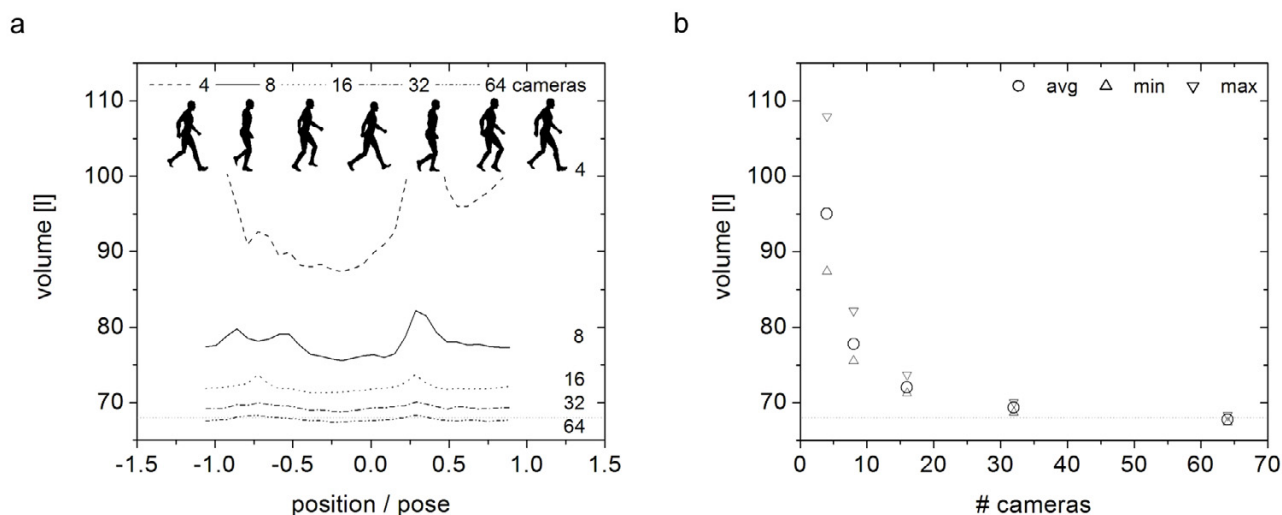 a
4 8 16 32 64 cameras
110
100
90
80
70
volume [l]
4
8
16
32
64
-1.5 -1.0 -0.5 0.0 0.5 1.0 1.5
position / pose
b
avg min max
110
100
90
80
70
volume [l]
0 10 20 30 40 50 60 70
# cameras